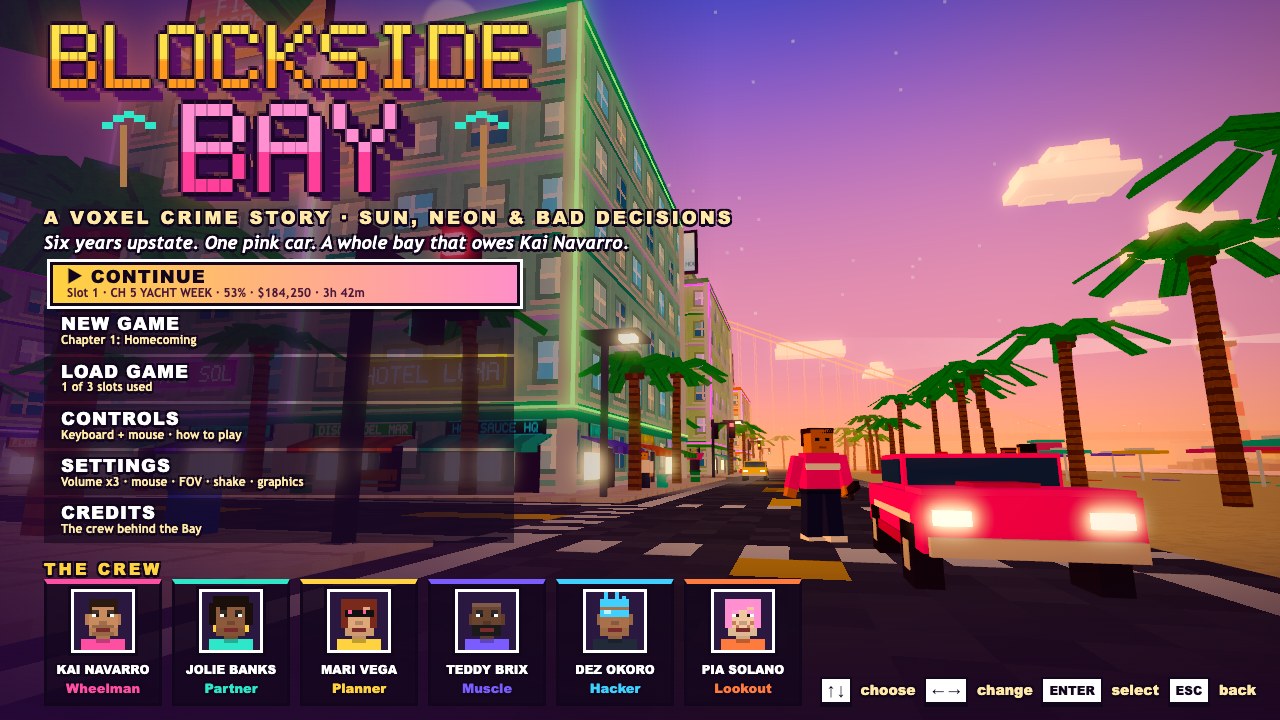 BLOCKSIDE
BAY
A VOXEL CRIME STORY · SUN, NEON & BAD DECISIONS
Six years upstate. One pink car. A whole bay that owes Kai Navarro.
▶ CONTINUE
Slot 1 · CH 5 YACHT WEEK · 53% · $184,250 · 3h 42m
NEW GAME
Chapter 1: Homecoming
LOAD GAME
1 of 3 slots used
SOL
HOTEL LUNA
CONTROLS
Keyboard + mouse · how to play
DEL MAR
SAUCE HQ
SETTINGS
Volume x3 · mouse · FOV · shake · graphics
CREDITS
The crew behind the Bay
THE CREW
KAI NAVARRO
Wheelman
JOLIE BANKS
Partner
MARI VEGA
Planner
TEDDY BRIX
Muscle
DEZ OKORO
Hacker
PIA SOLANO
Lookout
↑↓ choose ←→ change ENTER select ESC back